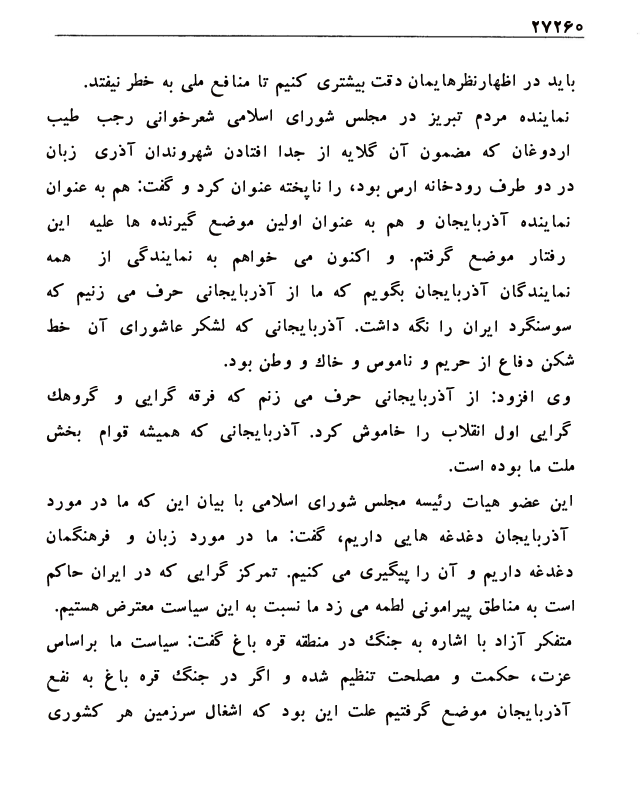 ۲۷۲۶۰
باید در اظهارنظرهایمان دقت بیشتری کنیم تا منافع ملی به خطر نیفتد.
نماینده مردم تبریز در مجلس شورای اسلامی شعرخوانی رجب طیب
اردوغان که مضمون آن گلایه از جدا افتادن شهروندان آذری زبان
در دو طرف رودخانه ارس بود، را ناپخته عنوان کرد و گفت: هم به عنوان
نماینده آذربایجان و هم به عنوان اولین موضع گیرنده ها علیه این
رفتار موضع گرفتم. و اکنون می خواهم به نمایندگی از همه
نمایندگان آذربایجان بگویم که ما از آذربایجانی حرف می زنیم که
سوسنگرد ایران را نگه داشت. آذربایجانی که لشکر عاشورای آن خط
شکن دفاع از حریم و ناموس و خاك و وطن بود.
وی افزود: از آذربایجانی حرف می زنم که فرقه گرایی و گروهك
گرایی اول انقلاب را خاموش کرد. آذربایجانی که همیشه قوام بخش
ملت ما بوده است.
این عضو هیات رئیسه مجلس شورای اسلامی با بیان این که ما در مورد
آذربایجان دغدغه هایی داریم، گفت: ما در مورد زبان و فرهنگمان
دغدغه داریم و آن را پیگیری می کنیم. تمرکز گرایی که در ایران حاکم
است به مناطق پیرامونی لطمه می زد ما نسبت به این سیاست معترض هستیم.
متفکر آزاد با اشاره به جنگ در منطقه قره باغ گفت: سیاست ما براساس
عزت، حکمت و مصلحت تنظیم شده و اگر در جنگ قره باغ به نفع
آذربایجان موضع گرفتیم علت این بود که اشغال سرزمین هر کشوری